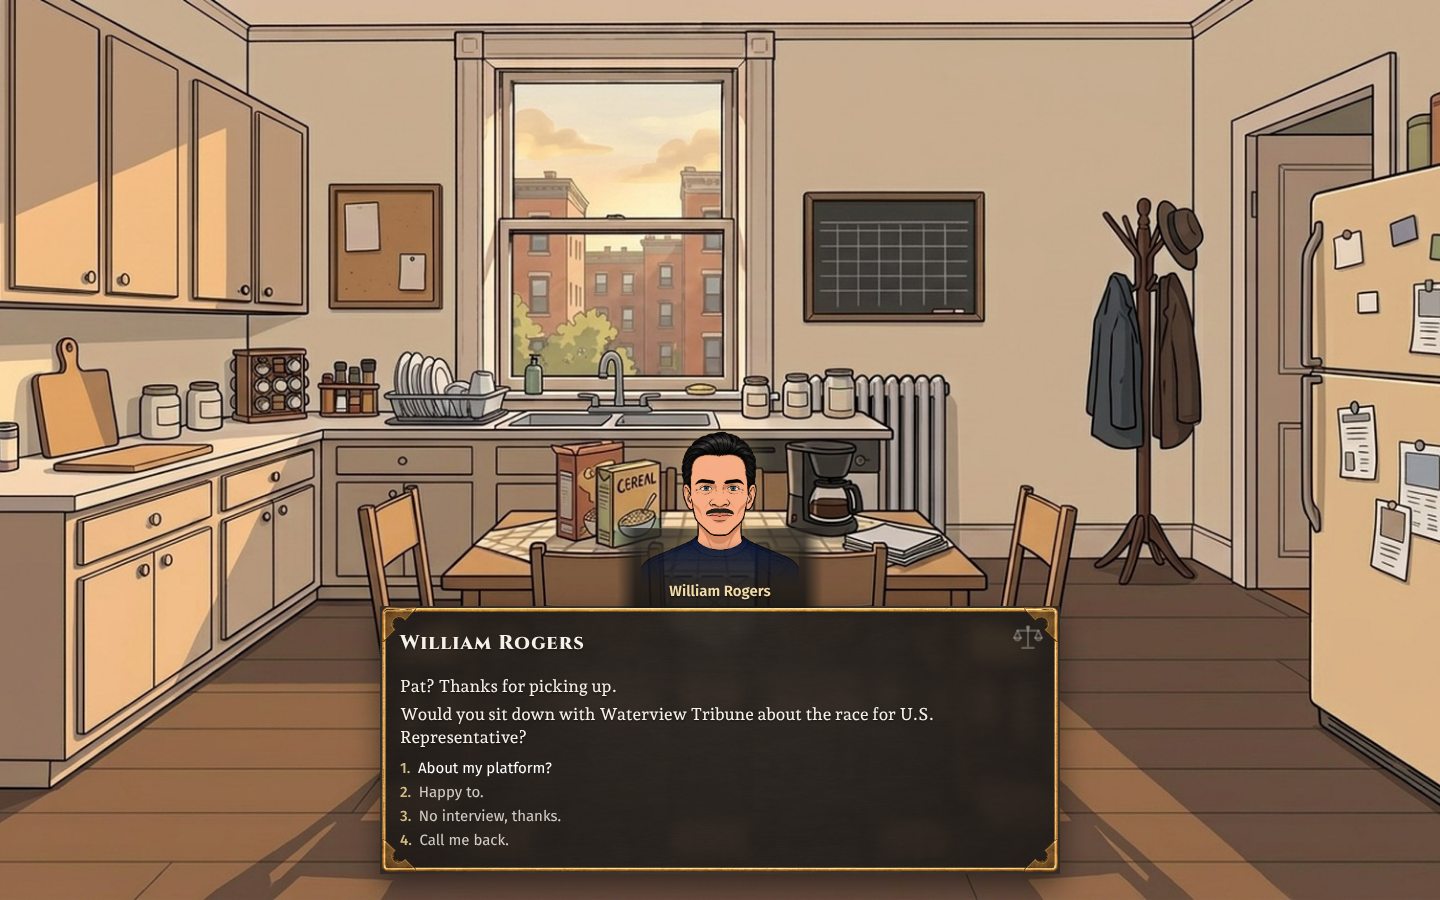 CEREAL
William Rogers
WILLIAM ROGERS
Pat? Thanks for picking up.
Would you sit down with Waterview Tribune about the race for U.S.
Representative?
1. About my platform?
2. Happy to.
3. No interview, thanks.
4. Call me back.